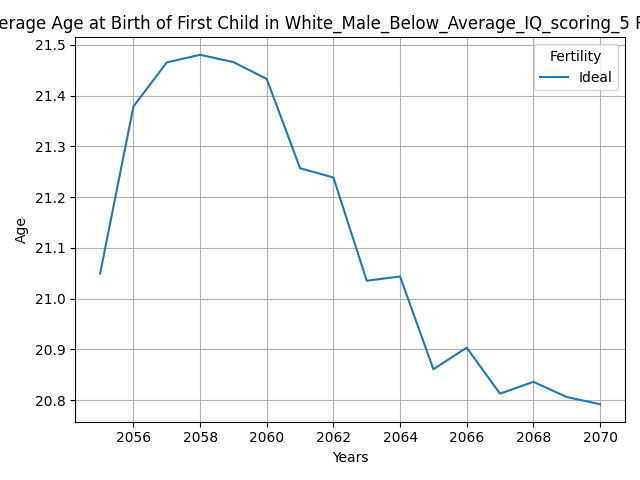 erage Age at Birth of First Child in White_Male_Below_Average_IQ_scoring_5
21.5
21.4
21.3
21.2
21.1
21.0
20.9
20.8
Age
Fertility
Ideal
2056 2058 2060 2062 2064 2066 2068 2070
Years